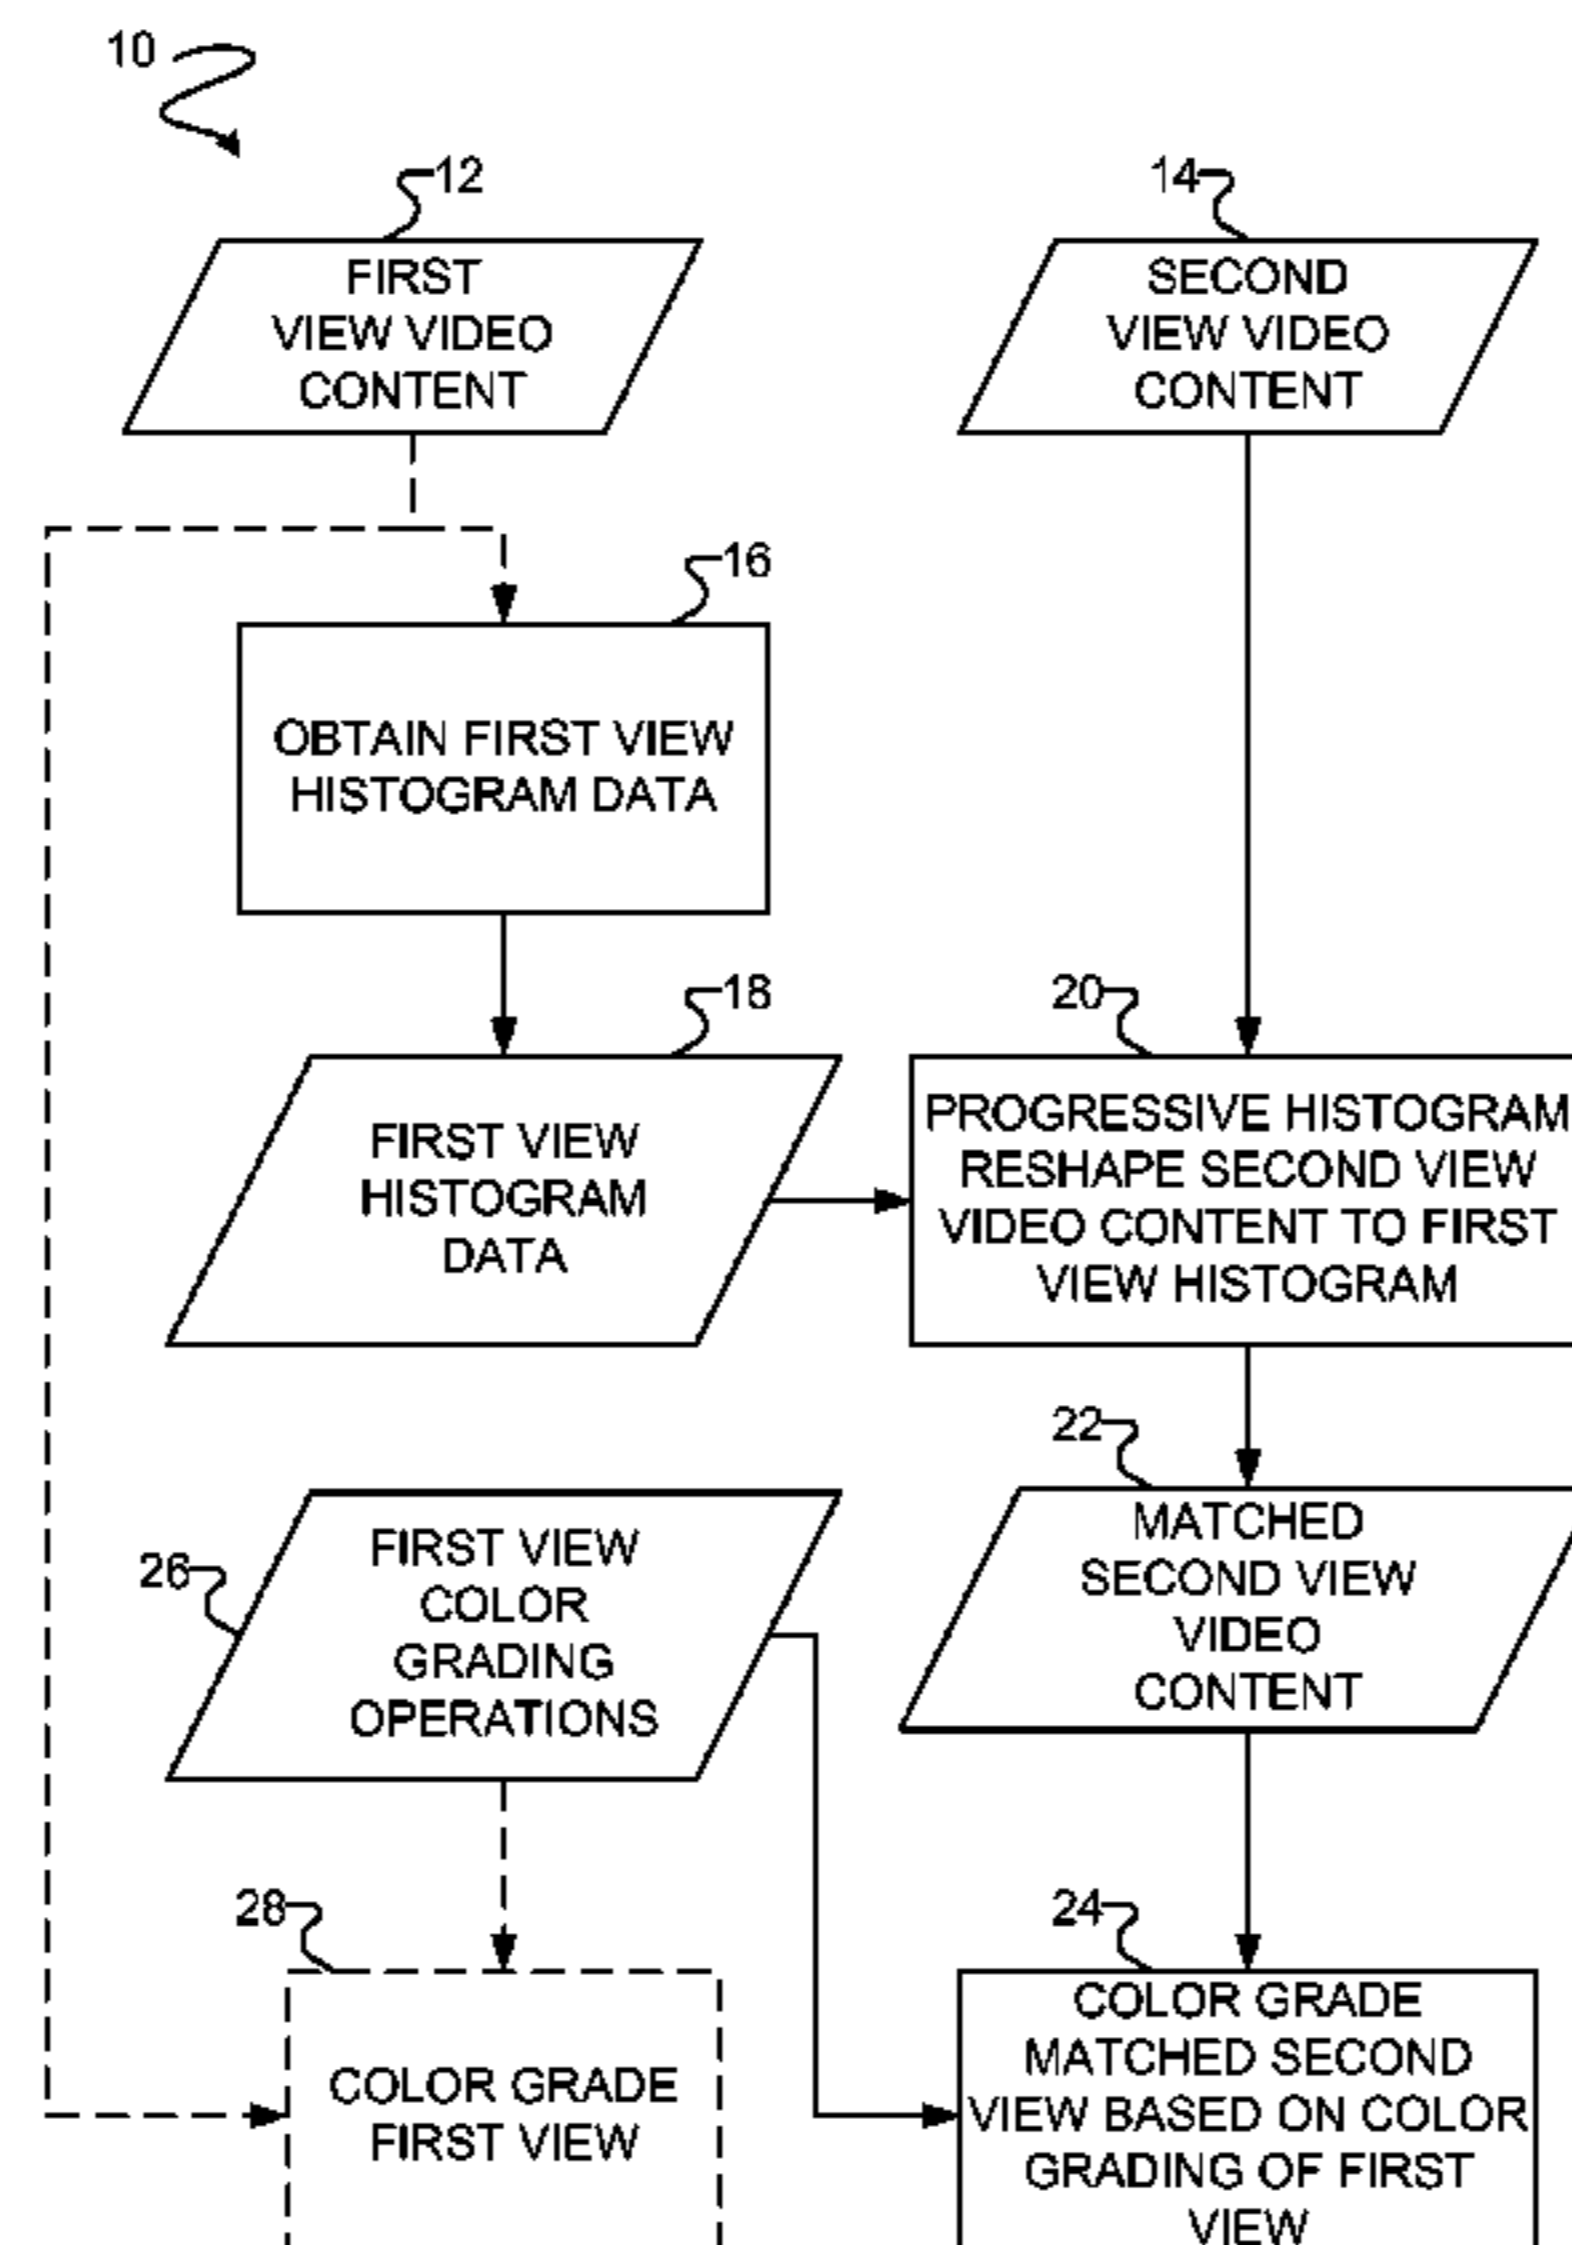 10
12
FIRST
VIEW VIDEO
CONTENT
14
SECOND
VIEW VIDEO
CONTENT
16
OBTAIN FIRST VIEW
HISTOGRAM DATA
18
FIRST VIEW
HISTOGRAM
DATA
20
PROGRESSIVE HISTOGRAM
RESHAPE SECOND VIEW
VIDEO CONTENT TO FIRST
VIEW HISTOGRAM
22
MATCHED
SECOND VIEW
VIDEO
CONTENT
26
FIRST VIEW
COLOR
GRADING
OPERATIONS
28
COLOR GRADE
FIRST VIEW
24
COLOR GRADE
MATCHED SECOND
VIEW BASED ON COLOR
GRADING OF FIRST
VIEW